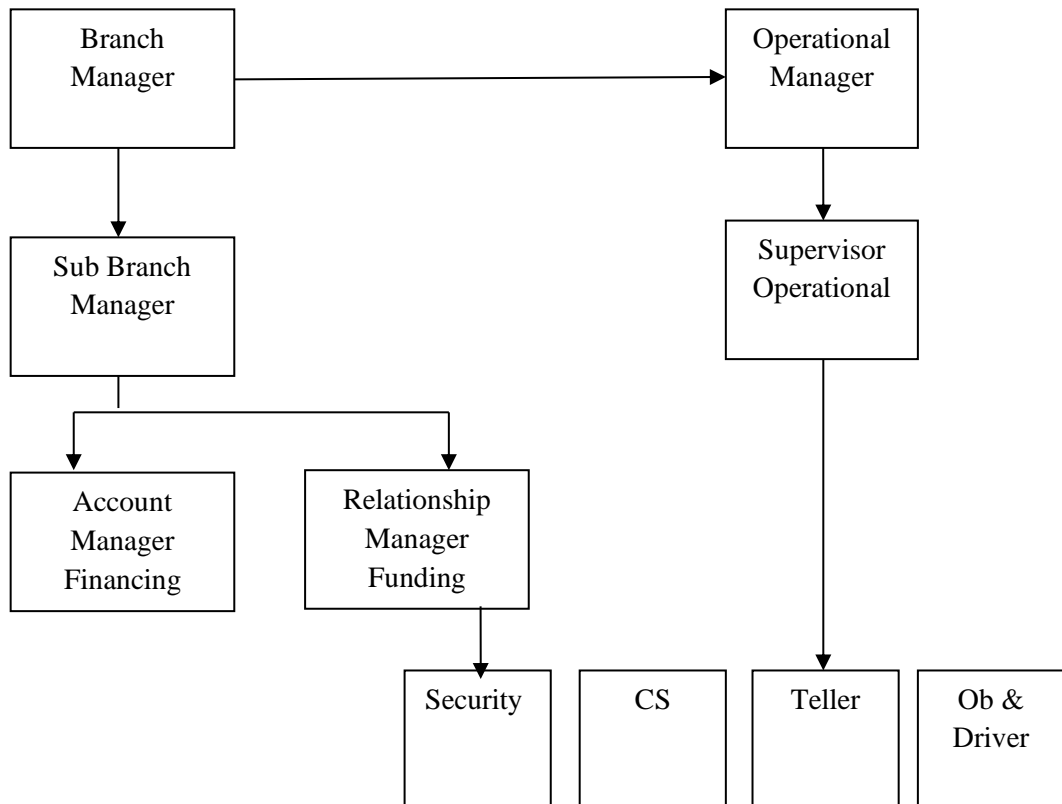 Branch
Manager
Operational
Manager
Sub Branch
Manager
Supervisor
Operational
Account
Manager
Financing
Relationship
Manager
Funding
Security
CS
Teller
Ob &
Driver